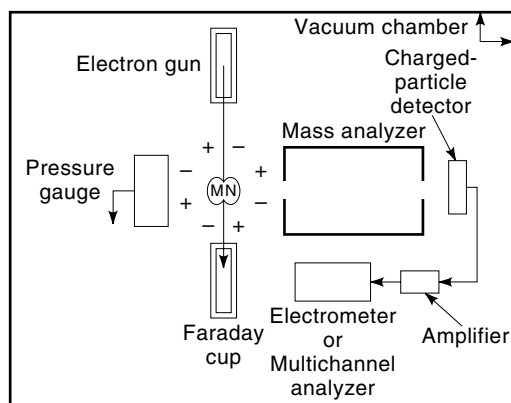 Vacuum chamber
Electron gun
Charged-
particle
detector
Mass analyzer
+ −
Pressure
gauge
− +
MN
+ −
− +
Faraday
cup
Electrometer
or
Multichannel
analyzer
Amplifier